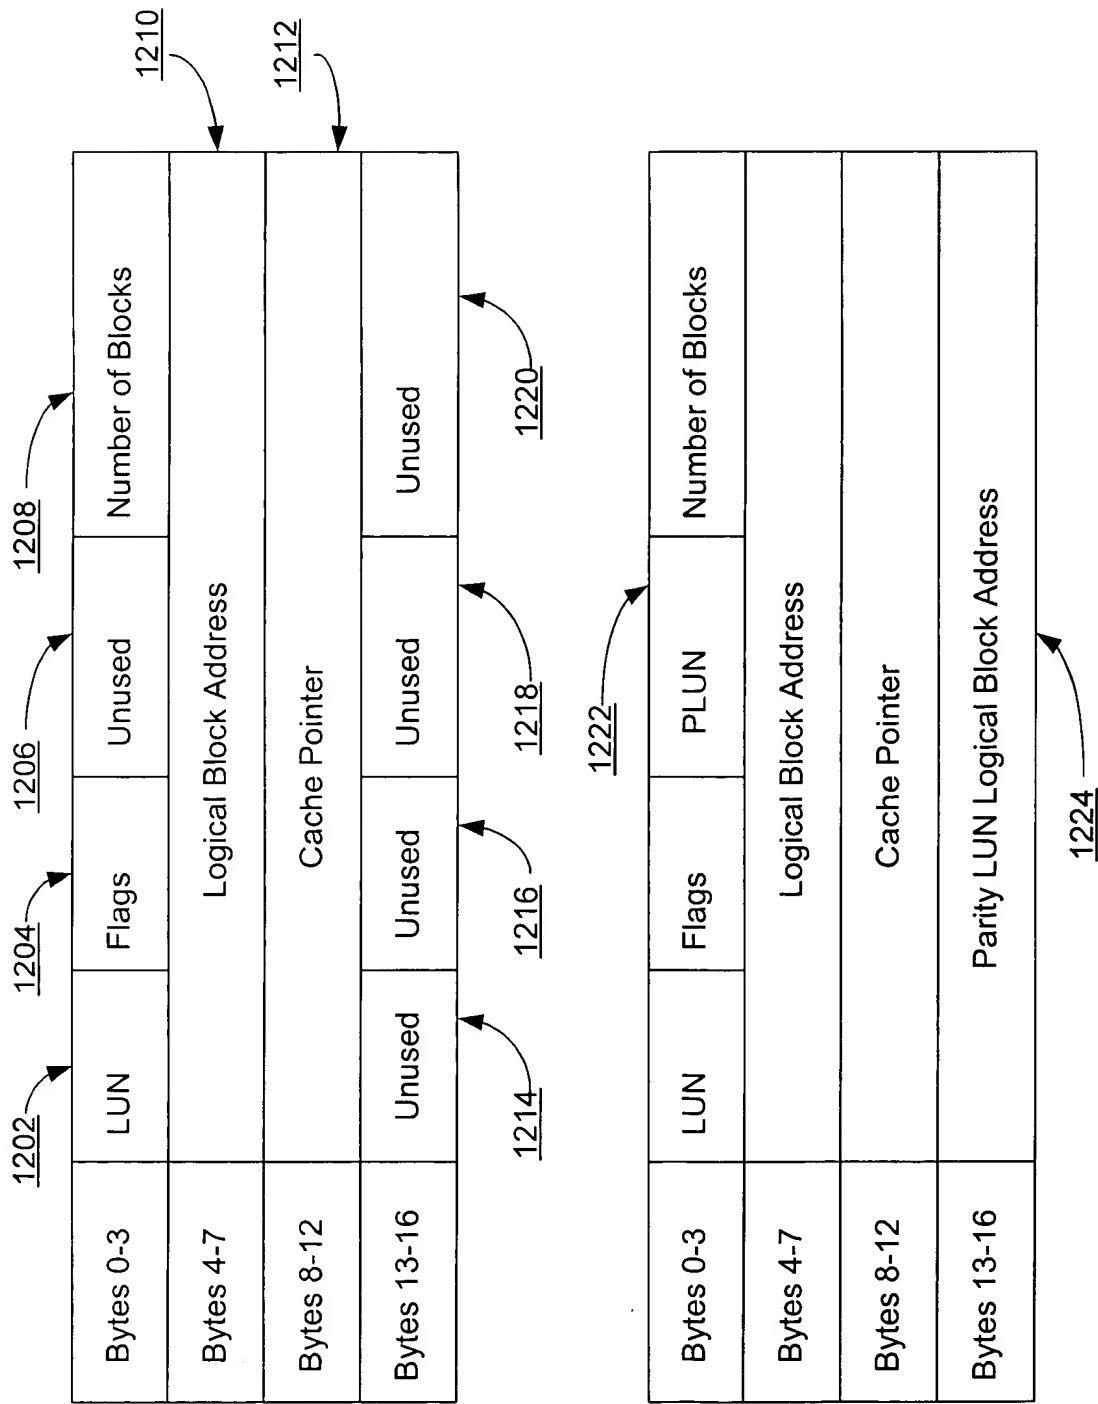 1202
1204
1206
1208
Bytes 0-3
LUN
Flags
Unused
Number of Blocks
1210
Bytes 4-7
Logical Block Address
1212
Bytes 8-12
Cache Pointer
Bytes 13-16
Unused
Unused
Unused
Unused
1214
1216
1218
1220
1222
Bytes 0-3
LUN
Flags
PLUN
Number of Blocks
Bytes 4-7
Logical Block Address
Bytes 8-12
Cache Pointer
Bytes 13-16
Parity LUN Logical Block Address
1224